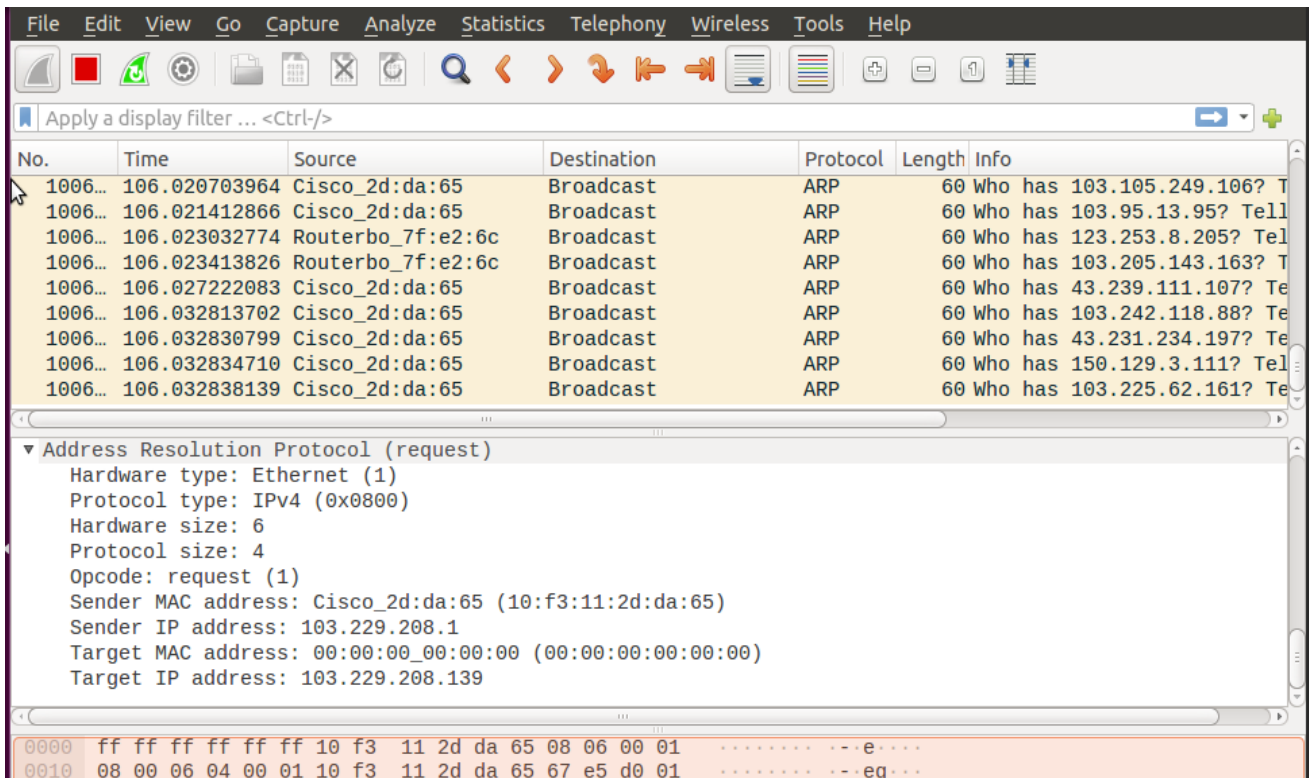 File Edit View Go Capture Analyze Statistics Telephony Wireless Tools Help
Apply a display filter … <Ctrl-/>
No. Time Source Destination Protocol Length Info
1006… 106.020703964 Cisco_2d:da:65 Broadcast ARP 60 Who has 103.105.249.106? T
1006… 106.021412866 Cisco_2d:da:65 Broadcast ARP 60 Who has 103.95.13.95? Tell
1006… 106.023032774 Routerbo_7f:e2:6c Broadcast ARP 60 Who has 123.253.8.205? Tel
1006… 106.023413826 Routerbo_7f:e2:6c Broadcast ARP 60 Who has 103.205.143.163? T
1006… 106.027222083 Cisco_2d:da:65 Broadcast ARP 60 Who has 43.239.111.107? Te
1006… 106.032813702 Cisco_2d:da:65 Broadcast ARP 60 Who has 103.242.118.88? Te
1006… 106.032830799 Cisco_2d:da:65 Broadcast ARP 60 Who has 43.231.234.197? Te
1006… 106.032834710 Cisco_2d:da:65 Broadcast ARP 60 Who has 150.129.3.111? Tel
1006… 106.032838139 Cisco_2d:da:65 Broadcast ARP 60 Who has 103.225.62.161? Te
Address Resolution Protocol (request)
Hardware type: Ethernet (1)
Protocol type: IPv4 (0x0800)
Hardware size: 6
Protocol size: 4
Opcode: request (1)
Sender MAC address: Cisco_2d:da:65 (10:f3:11:2d:da:65)
Sender IP address: 103.229.208.1
Target MAC address: 00:00:00_00:00:00 (00:00:00:00:00:00)
Target IP address: 103.229.208.139
0000 ff ff ff ff ff ff 10 f3 11 2d da 65 08 06 00 01 ········ ·-·e····
0010 08 00 06 04 00 01 10 f3 11 2d da 65 67 e5 d0 01 ········ ·-·eg···